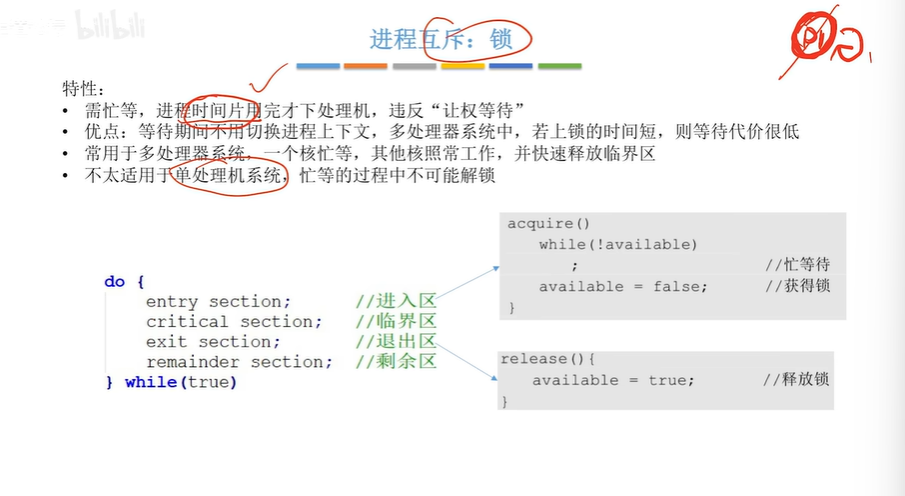 bilibili
进程互斥：锁
P1
特性：
• 需忙等，进程时间片用完才下处理机，违反“让权等待”
• 优点：等待期间不用切换进程上下文，多处理器系统中，若上锁的时间短，则等待代价很低
• 常用于多处理器系统，一个核忙等，其他核照常工作，并快速释放临界区
• 不太适用于单处理机系统，忙等的过程中不可能解锁
acquire()
while(!available)
; //忙等待
available = false; //获得锁
}
do {
entry section; //进入区
critical section; //临界区
exit section; //退出区
remainder section; //剩余区
} while(true)
release(){
available = true; //释放锁
}